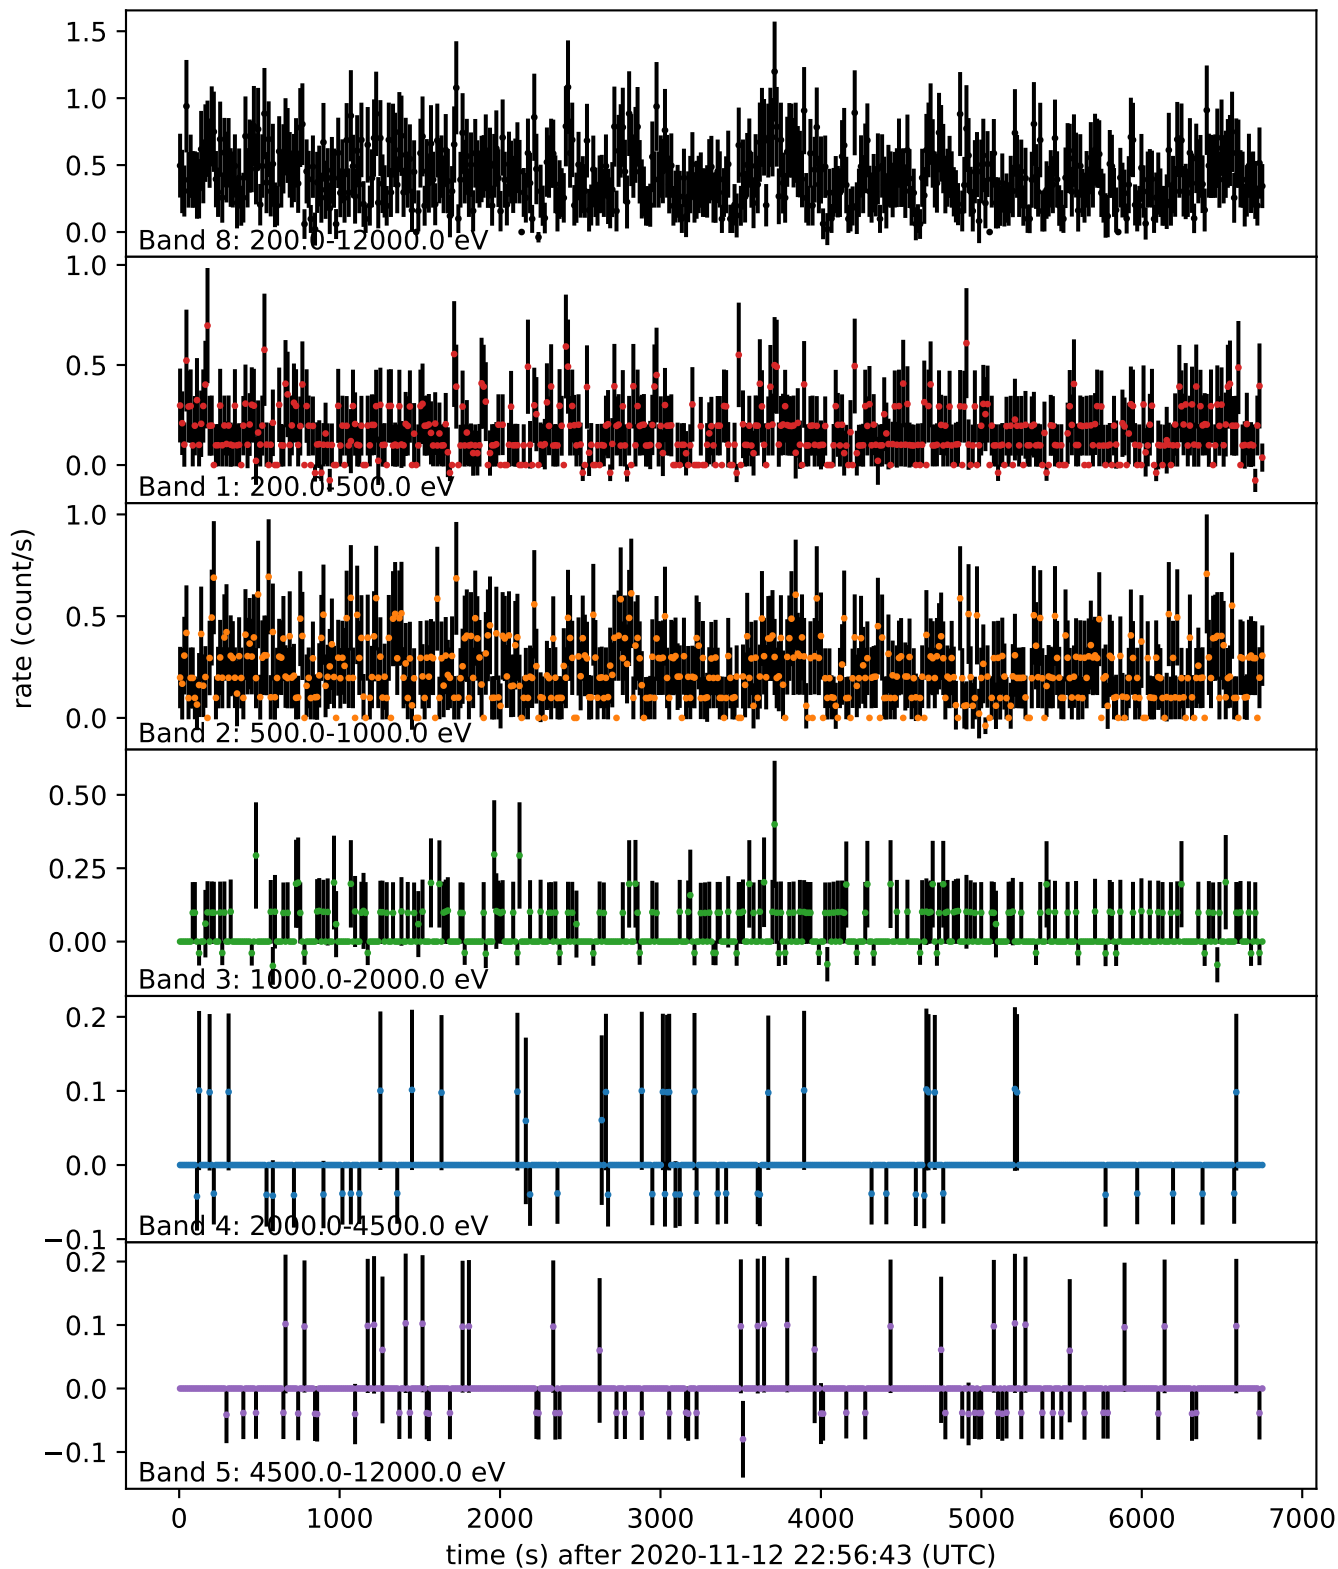 1.5
1.0
0.5
0.0
Band 8: 200.0-12000.0 eV
1.0
0.5
0.0
Band 1: 200.0-500.0 eV
1.0
0.5
0.0
Band 2: 500.0-1000.0 eV
rate (count/s)
0.50
0.25
0.00
Band 3: 1000.0-2000.0 eV
0.2
0.1
0.0
−0.1
Band 4: 2000.0-4500.0 eV
0.2
0.1
0.0
−0.1
Band 5: 4500.0-12000.0 eV
0 1000 2000 3000 4000 5000 6000 7000
time (s) after 2020-11-12 22:56:43 (UTC)